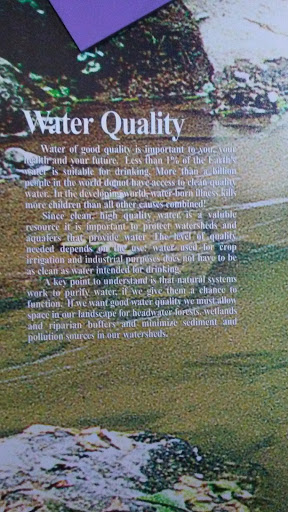 Water Quality
Water of good quality is important to you, your
health and your future. Less than 1% of the Earth's
water is suitable for drinking. More than a billion
people in the world do not have access to clean quality
water. In the developing world, water-born illness kills
more children than all other causes combined!
Since clean, high quality water is a valuble
resource it is important to protect watersheds and
aquafers that provide water. The level of quality
needed depends on the use, water used for crop
irrigation and industrial purposes does not have to be
as clean as water intended for drinking.
A key point to understand is that natural systems
work to purify water, if we give them a chance to
function. If we want good water quality we must allow
space in our landscape for headwater forests, wetlands
and riparian buffers and minimize sediment and
pollution sources in our watersheds.